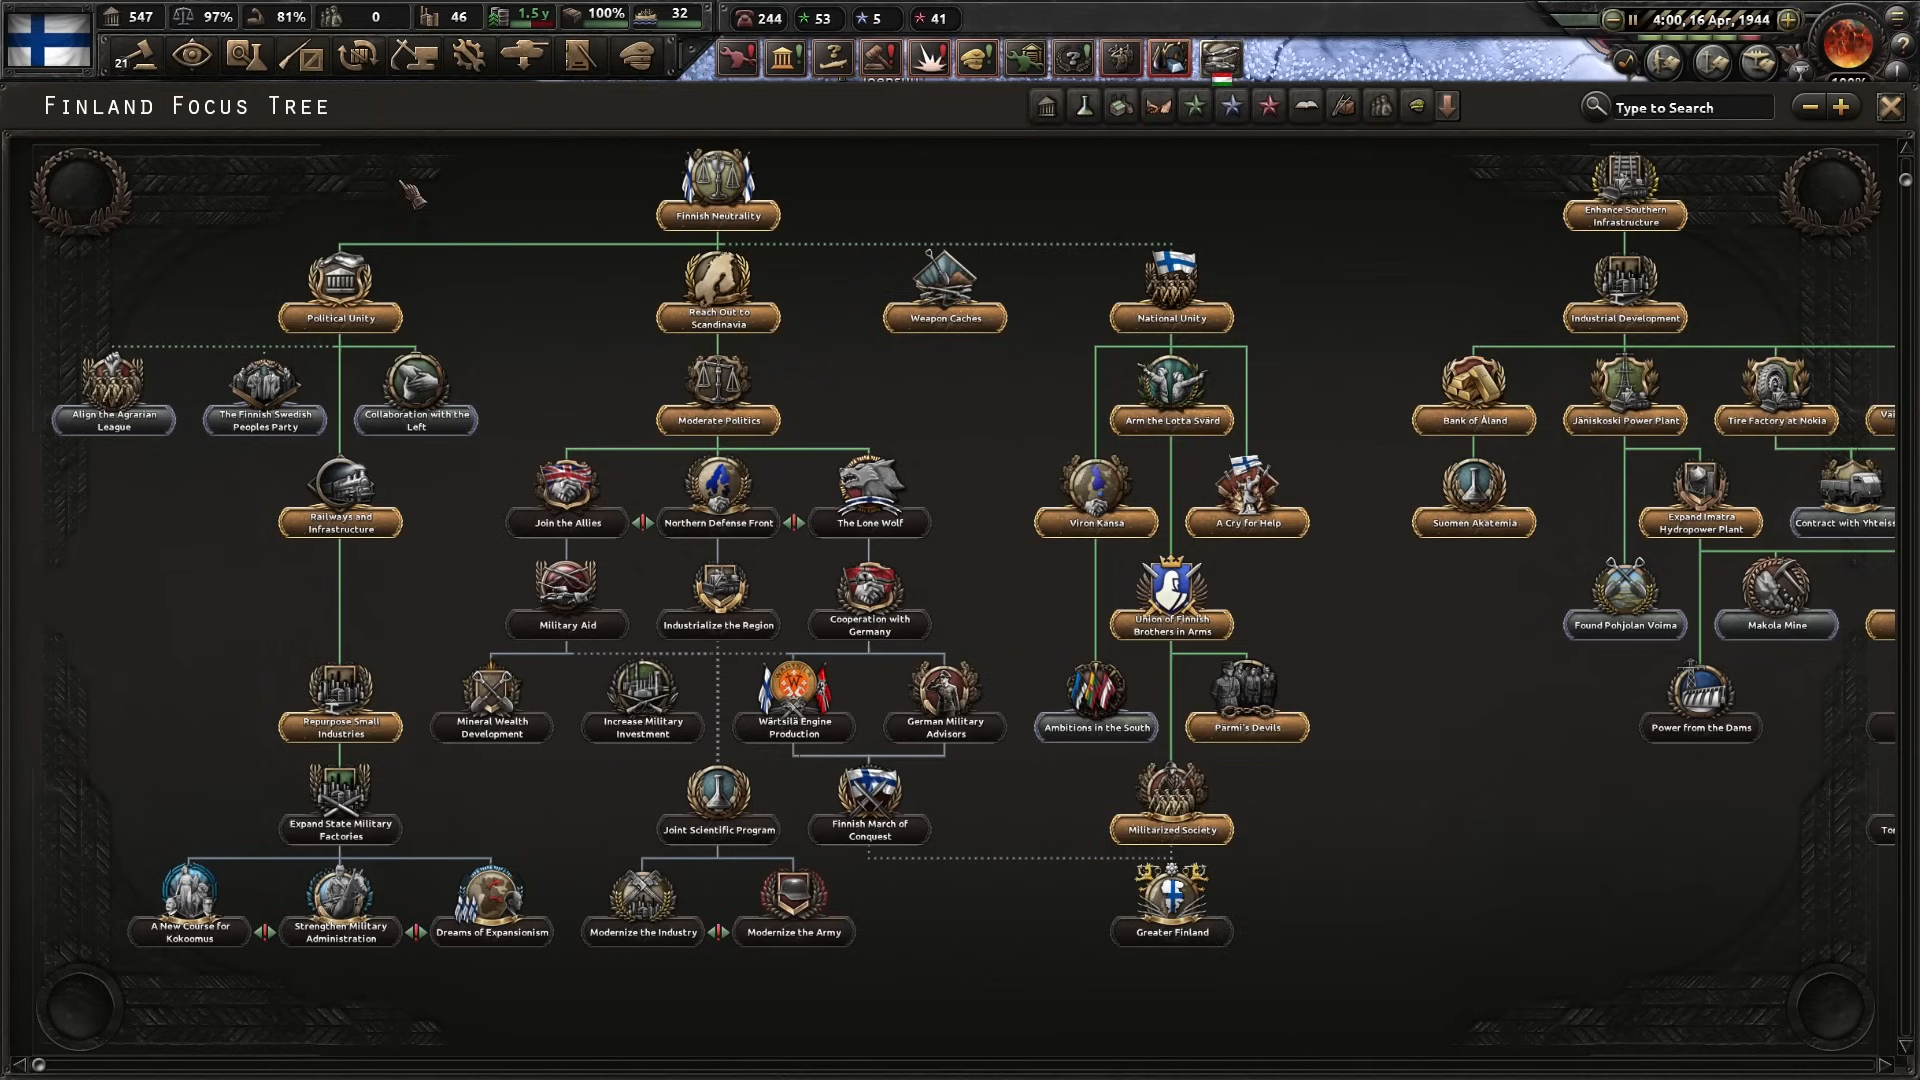 547 97% 81% 0 46 1.5 y 100% 32 244 53 5 41 4:00, 16 Apr, 1944
21
FINLAND FOCUS TREE
Type to Search
Finnish Neutrality
Enhance Southern
Infrastructure
Political Unity
Reach Out to
Scandinavia
Weapon Caches
National Unity
Industrial Development
Align the Agrarian
League
The Finnish Swedish
Peoples Party
Collaboration with the
Left
Moderate Politics
Arm the Lotta Svärd
Bank of Åland
Jäniskoski Power Plant
Tire Factory at Nokia
Railways and
Infrastructure
Join the Allies
Northern Defense Front
The Lone Wolf
Viron Kansa
A Cry for Help
Suomen Akatemia
Expand Imatra
Hydropower Plant
Contract with Yhteiss
Military Aid
Industrialize the Region
Cooperation with
Germany
Union of Finnish
Brothers in Arms
Found Pohjolan Voima
Makola Mine
Repurpose Small
Industries
Mineral Wealth
Development
Increase Military
Investment
Wärtsilä Engine
Production
German Military
Advisors
Ambitions in the South
Parmi's Devils
Power from the Dams
Expand State Military
Factories
Joint Scientific Program
Finnish March of
Conquest
Militarized Society
A New Course for
Kokoomus
Strengthen Military
Administration
Dreams of Expansionism
Modernize the Industry
Modernize the Army
Greater Finland